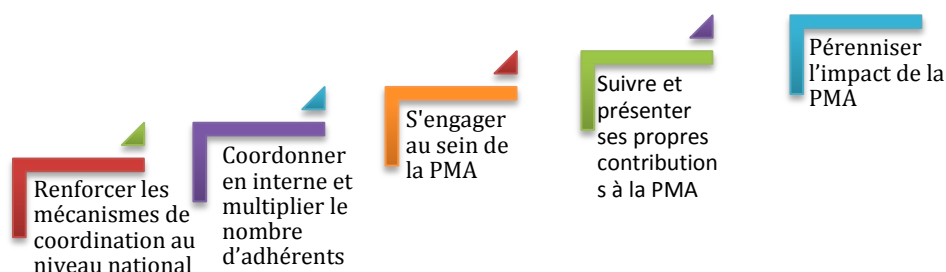 Renforcer les
mécanismes de
coordination au
niveau national
Coordonner
en interne et
multiplier le
nombre
d’adhérents
S'engager
au sein de
la PMA
Suivre et
présenter
ses propres
contribution
s à la PMA
Pérenniser
l’impact de la
PMA